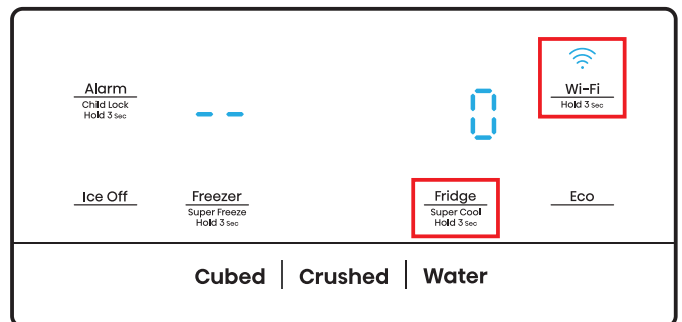 Alarm
Child Lock
Hold 3 Sec
-- 0
Wi-Fi
Hold 3 Sec
Ice Off
Freezer
Super Freeze
Hold 3 Sec
Fridge
Super Cool
Hold 3 Sec
Eco
Cubed | Crushed | Water